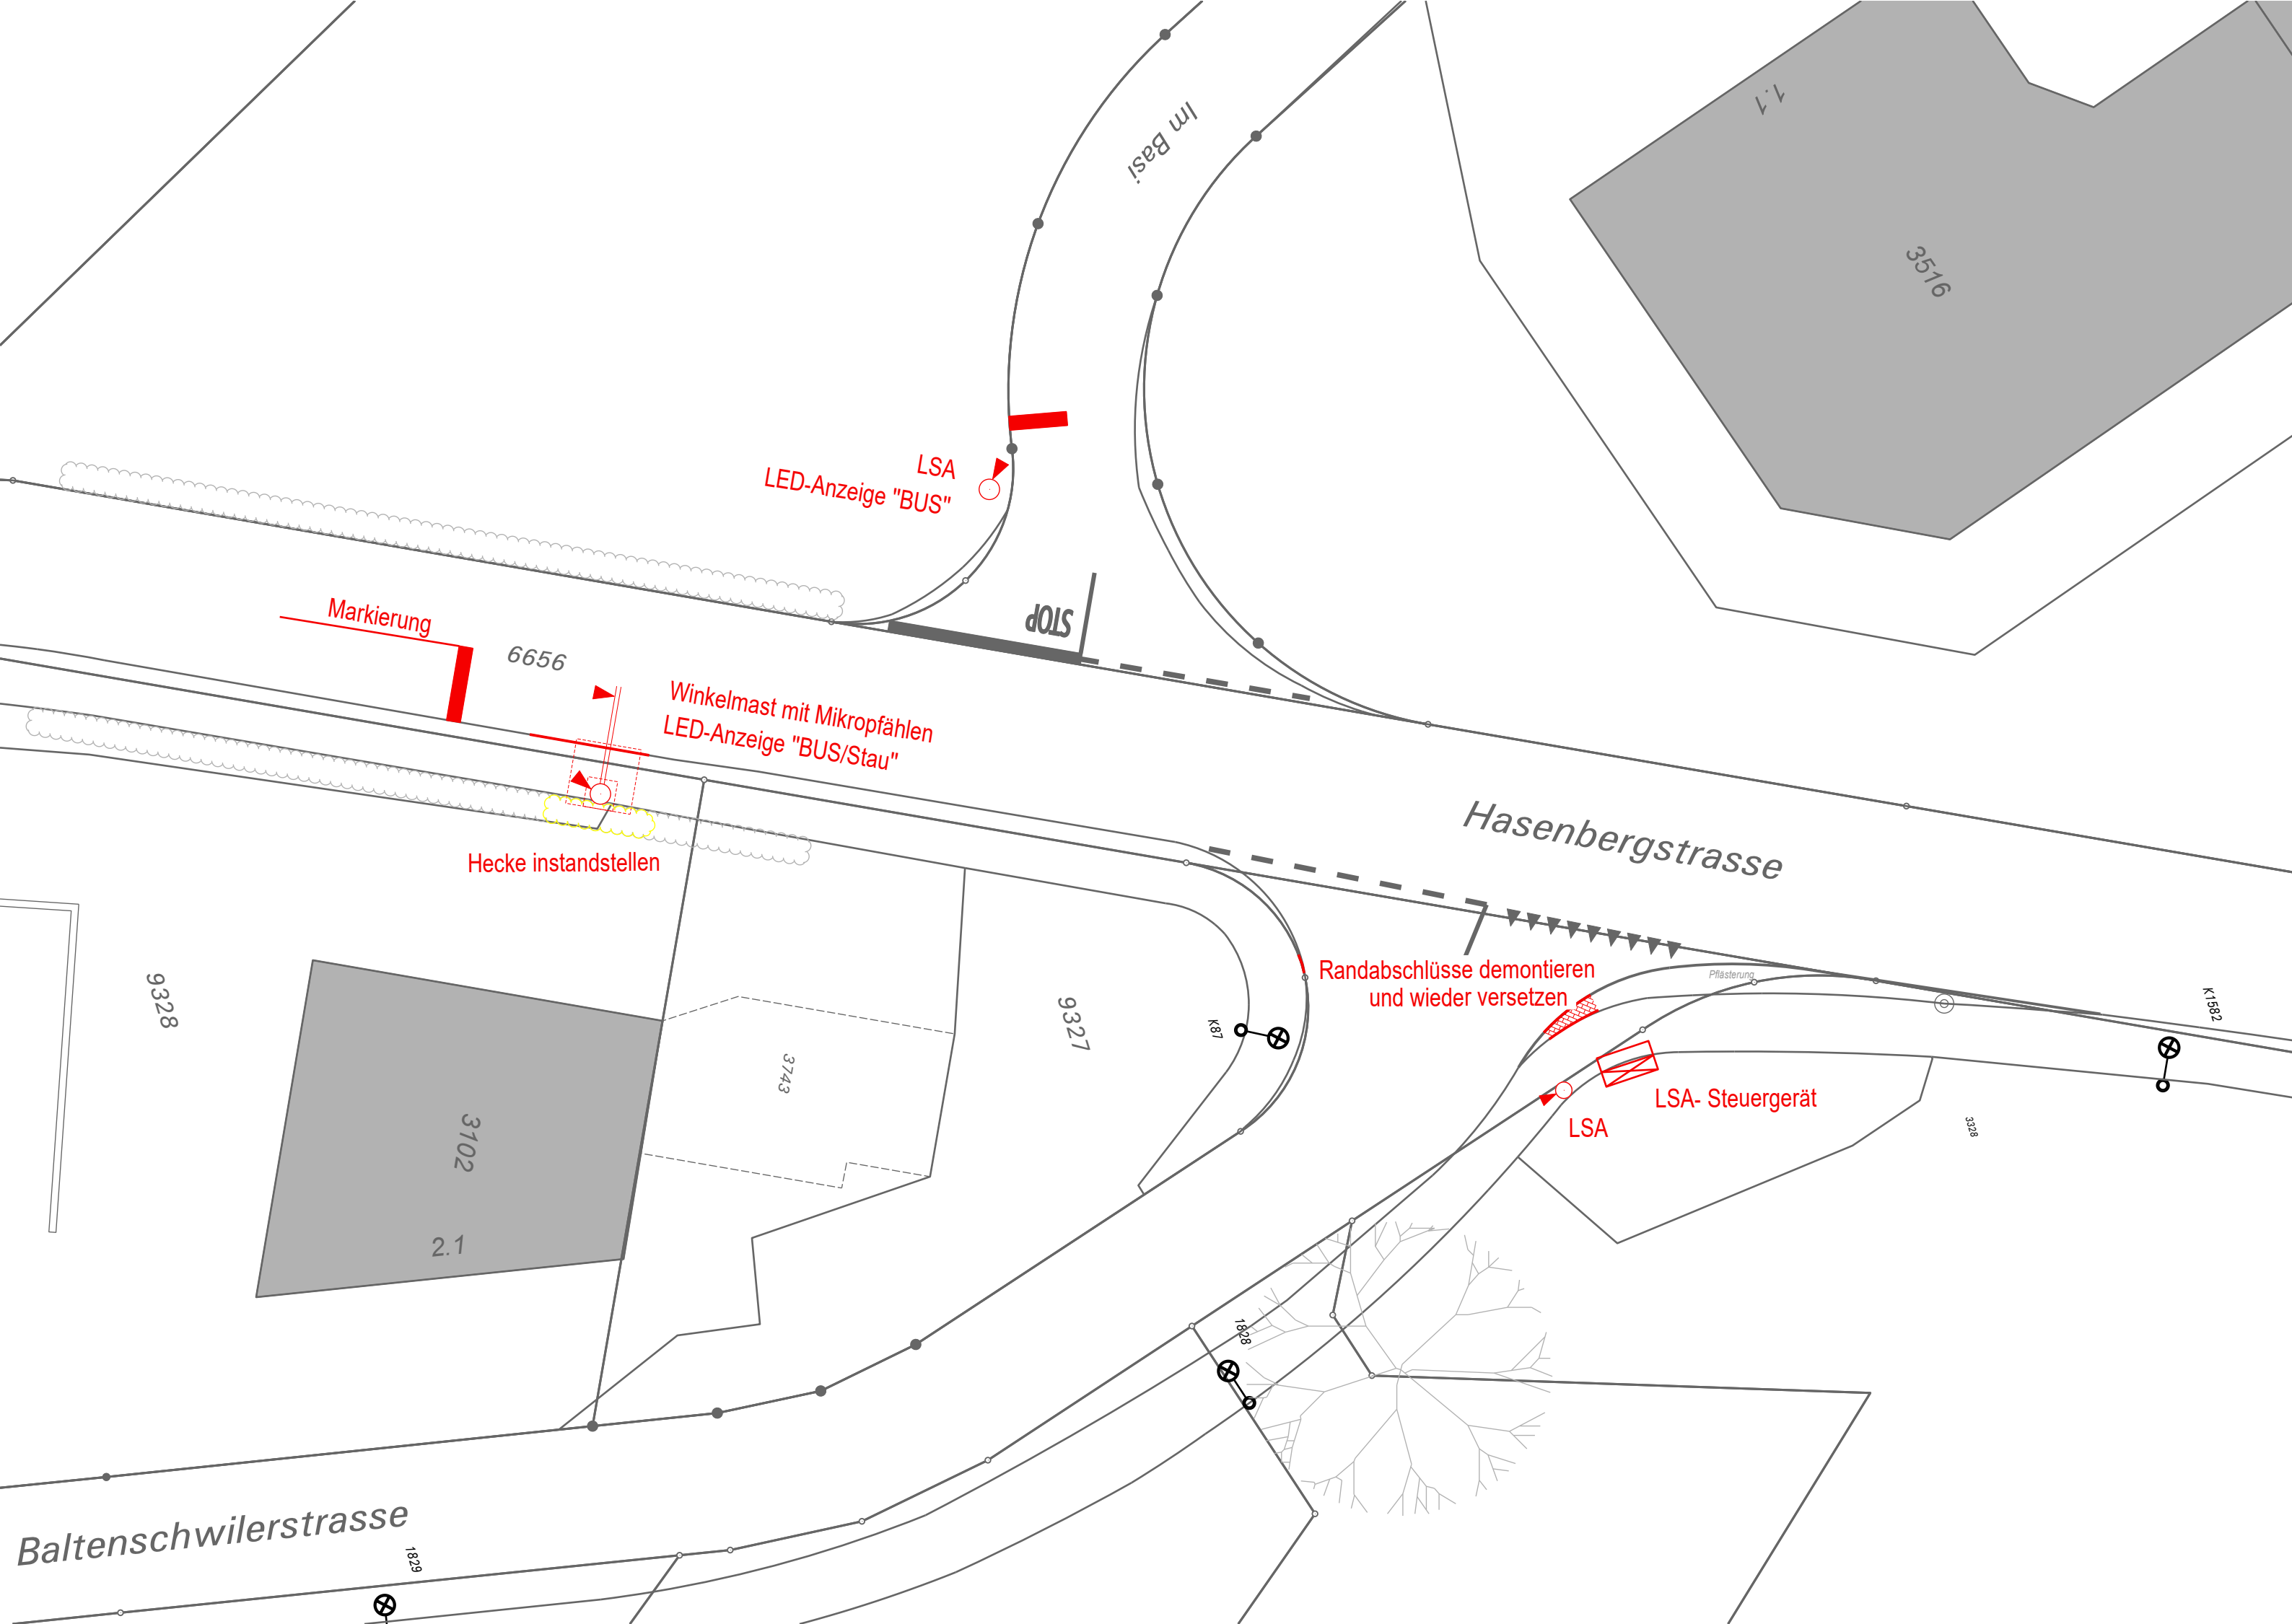 Im Basi
1.1
3516
LSA
LED-Anzeige "BUS"
STOP
Markierung
6656
Winkelmast mit Mikropfählen
LED-Anzeige "BUS/Stau"
Hecke instandstellen
Hasenbergstrasse
Randabschlüsse demontieren
und wieder versetzen
Pflästerung
K1582
9328
9327
K87
3743
LSA- Steuergerät
LSA
3328
3102
2.1
1828
Baltenschwilerstrasse
1829